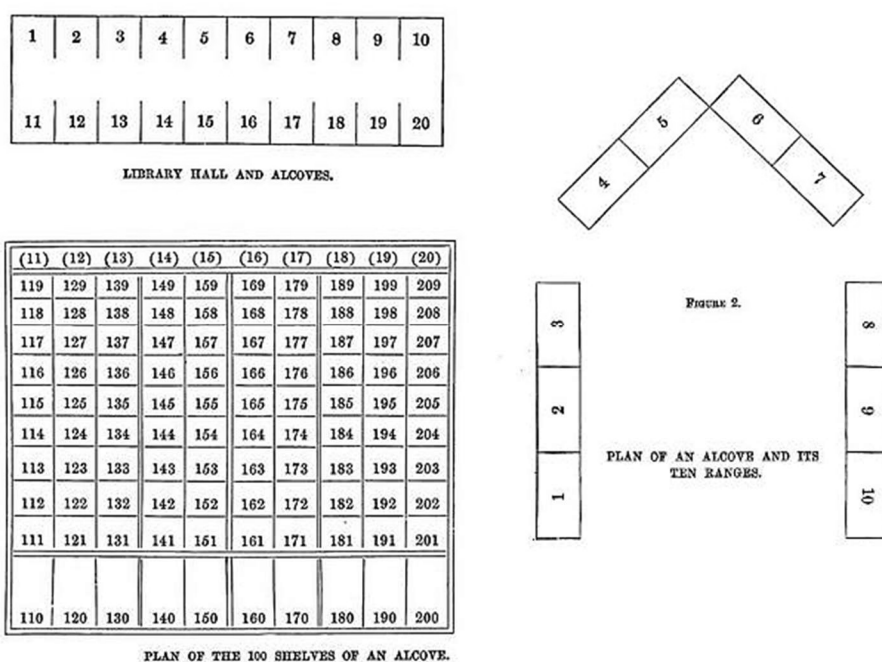 1 2 3 4 5 6 7 8 9 10
11 12 13 14 15 16 17 18 19 20
LIBRARY HALL AND ALCOVES.
(11) (12) (13) (14) (15) (16) (17) (18) (19) (20)
119 129 139 149 159 169 179 189 199 209
118 128 138 148 158 168 178 188 198 208
117 127 137 147 157 167 177 187 197 207
116 126 136 146 156 166 176 186 196 206
115 125 135 145 155 165 175 185 195 205
114 124 134 144 154 164 174 184 194 204
113 123 133 143 153 163 173 183 193 203
112 122 132 142 152 162 172 182 192 202
111 121 131 141 151 161 171 181 191 201
110 120 130 140 150 160 170 180 190 200
PLAN OF THE 100 SHELVES OF AN ALCOVE.
5 6
4 7
FIGURE 2.
3 8
2 9
PLAN OF AN ALCOVE AND ITS
TEN RANGES.
1 10